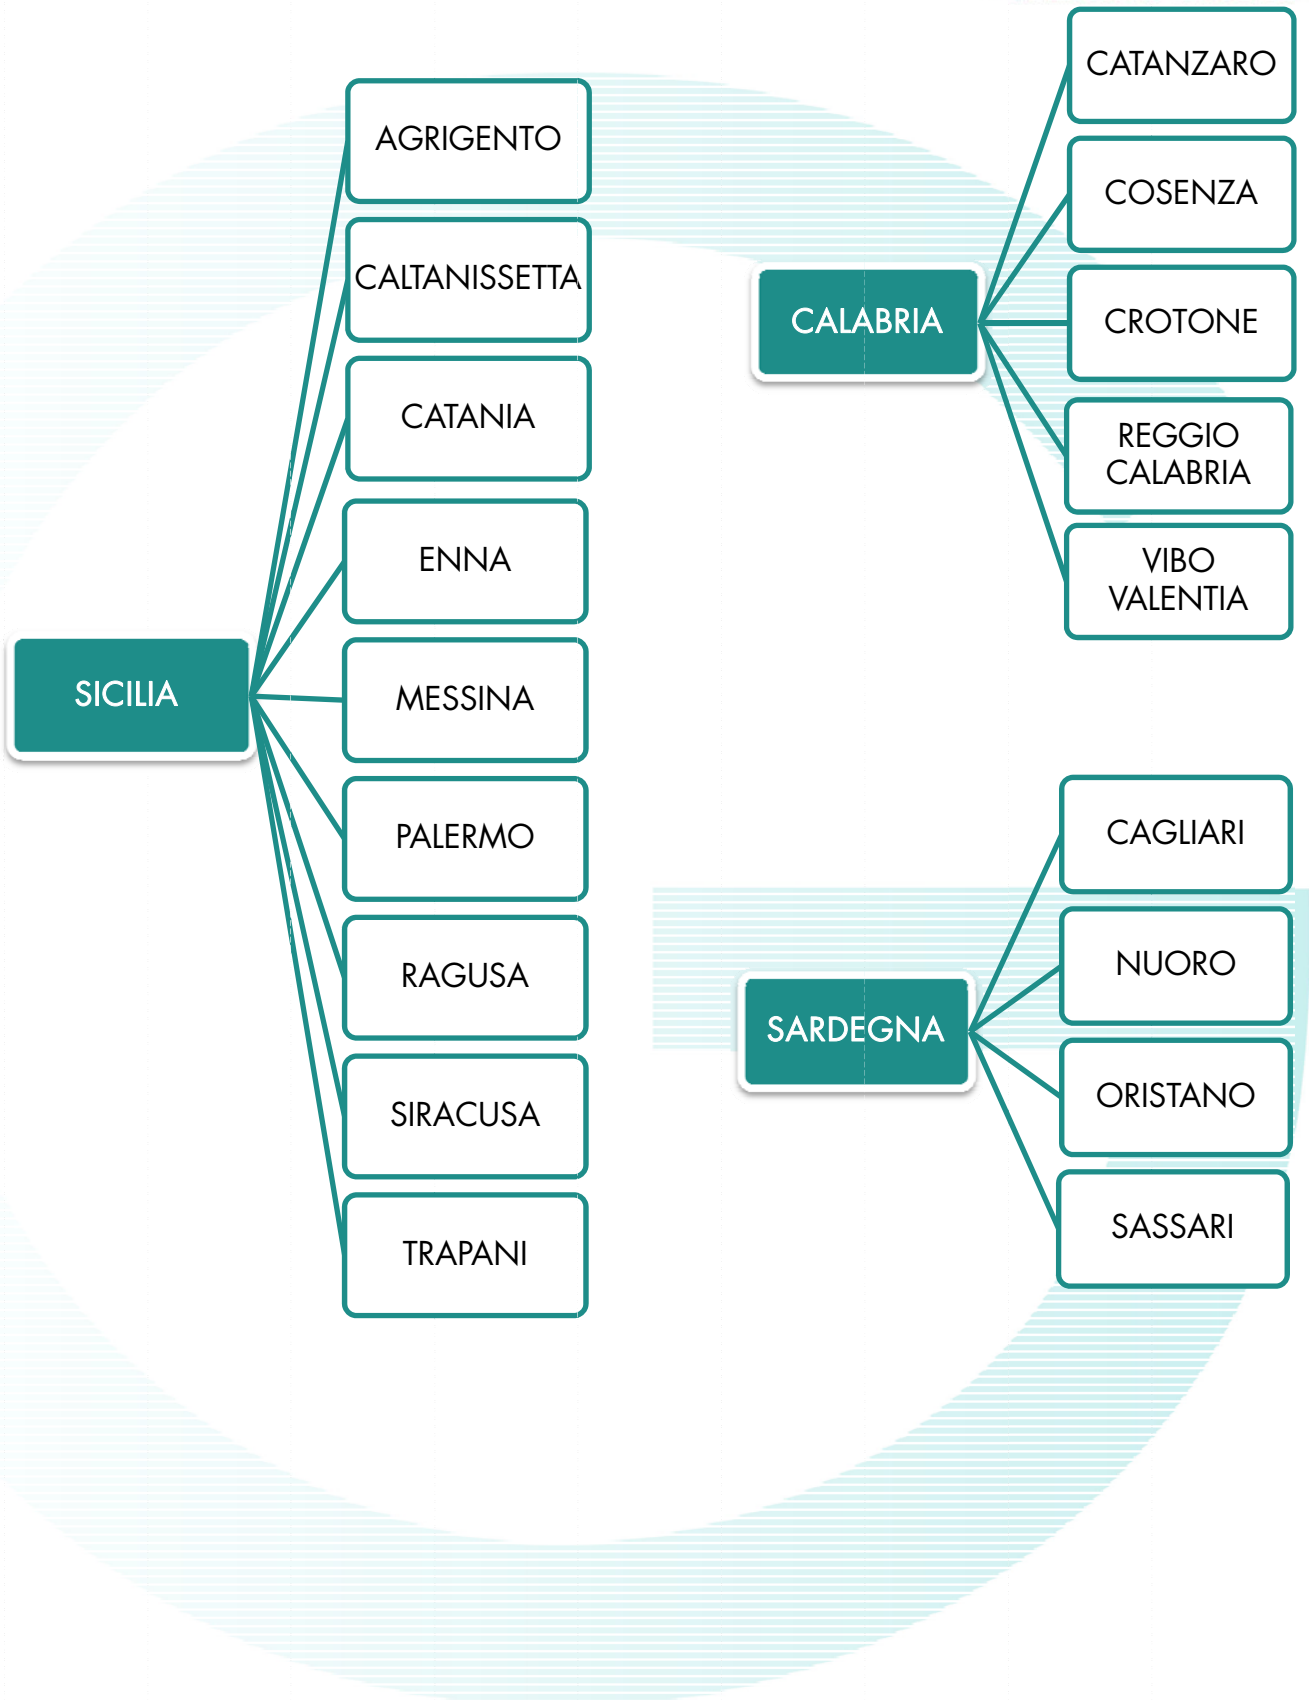 SICILIA
AGRIGENTO
CALTANISSETTA
CATANIA
ENNA
MESSINA
PALERMO
RAGUSA
SIRACUSA
TRAPANI
CALABRIA
CATANZARO
COSENZA
CROTONE
REGGIO
CALABRIA
VIBO
VALENTIA
SARDEGNA
CAGLIARI
NUORO
ORISTANO
SASSARI